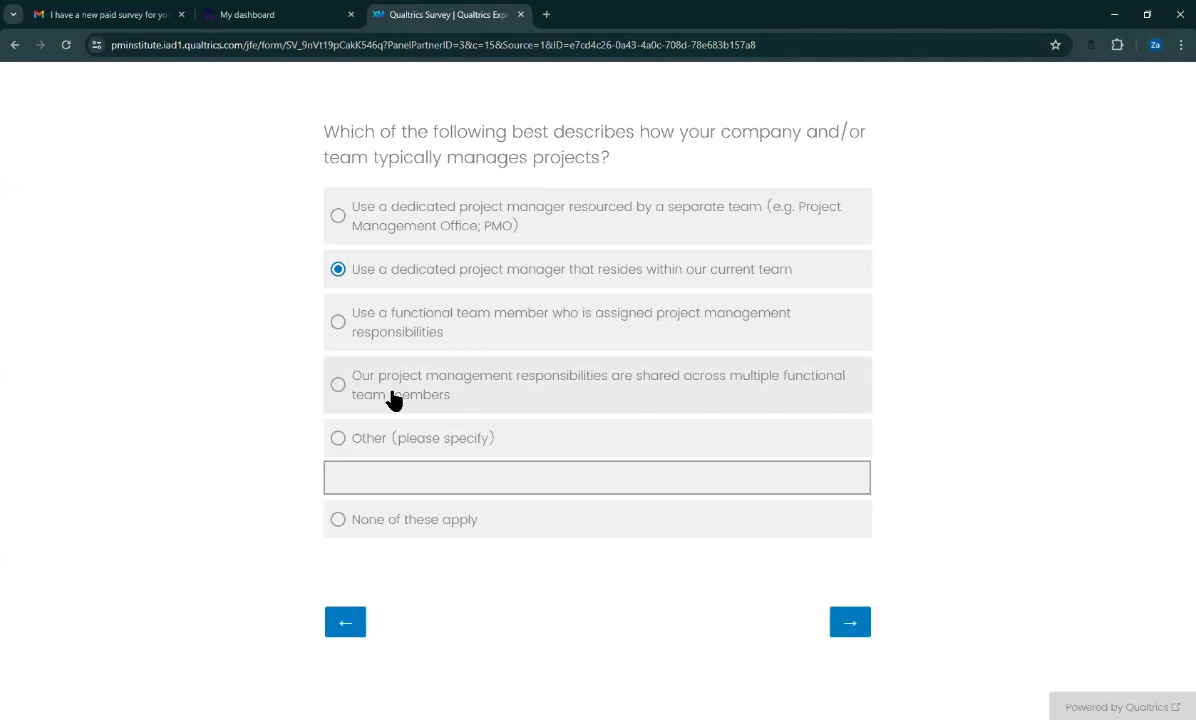 I have a new paid survey for yo
My dashboard
Qualtrics Survey | Qualtrics Exp
pminstitute.iad1.qualtrics.com/jfe/form/SV_9nVt19pCakK546q?PanelPartnerID=3&c=15&Source=1&ID=e7cd4c26-0a43-4a0c-708d-78e683b157a8
Za
Which of the following best describes how your company and/or
team typically manages projects?
Use a dedicated project manager resourced by a separate team (e.g. Project
Management Office; PMO)
Use a dedicated project manager that resides within our current team
Use a functional team member who is assigned project management
responsibilities
Our project management responsibilities are shared across multiple functional
team members
Other (please specify)
None of these apply
Powered by Qualtrics